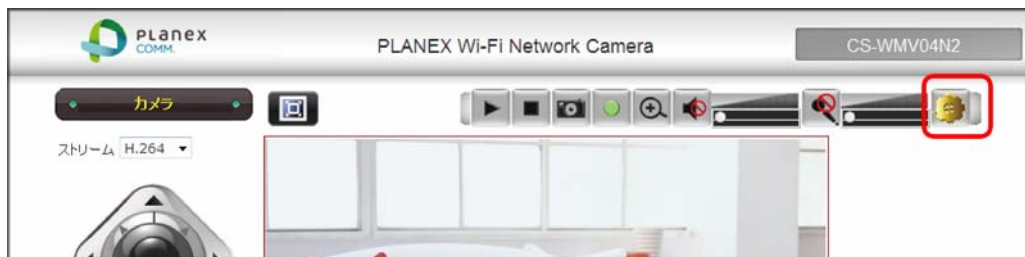 PLANEX
COMM.
PLANEX Wi-Fi Network Camera
CS-WMV04N2
カメラ
ストリーム H.264